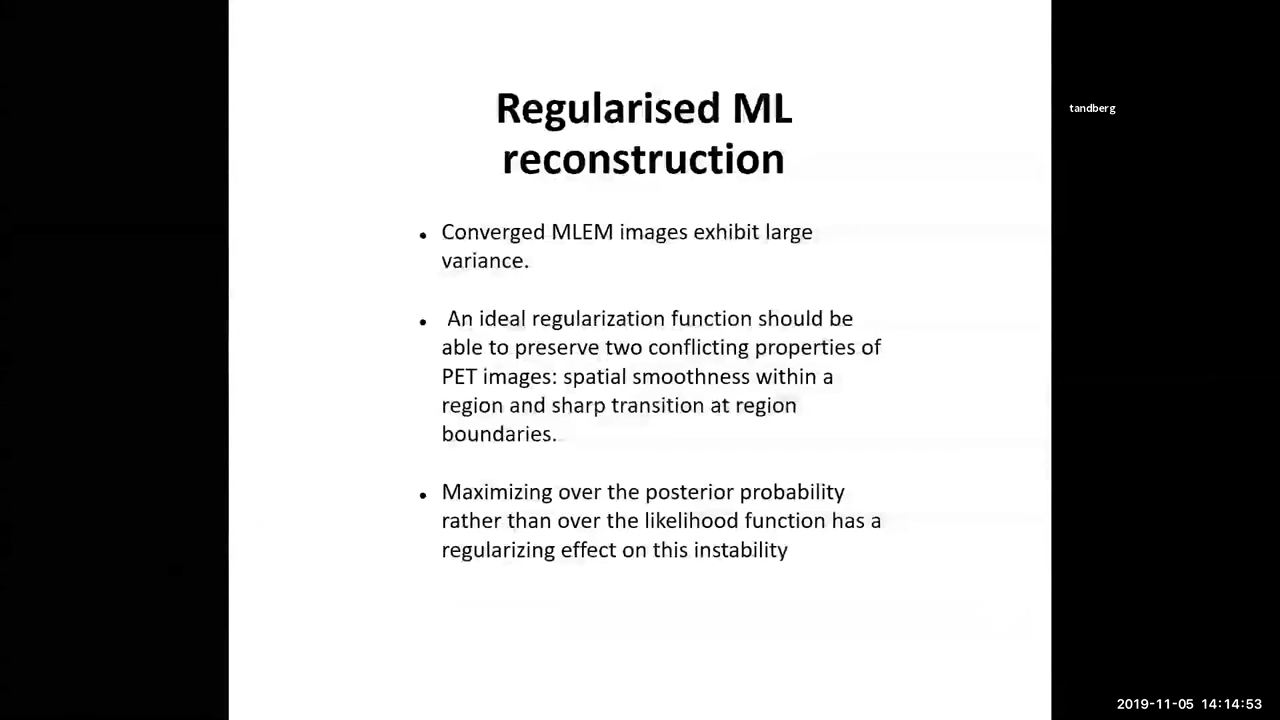 Regularised ML
reconstruction
tandberg
• Converged MLEM images exhibit large
variance.
• An ideal regularization function should be
able to preserve two conflicting properties of
PET images: spatial smoothness within a
region and sharp transition at region
boundaries.
• Maximizing over the posterior probability
rather than over the likelihood function has a
regularizing effect on this instability
2019-11-05 14:14:53